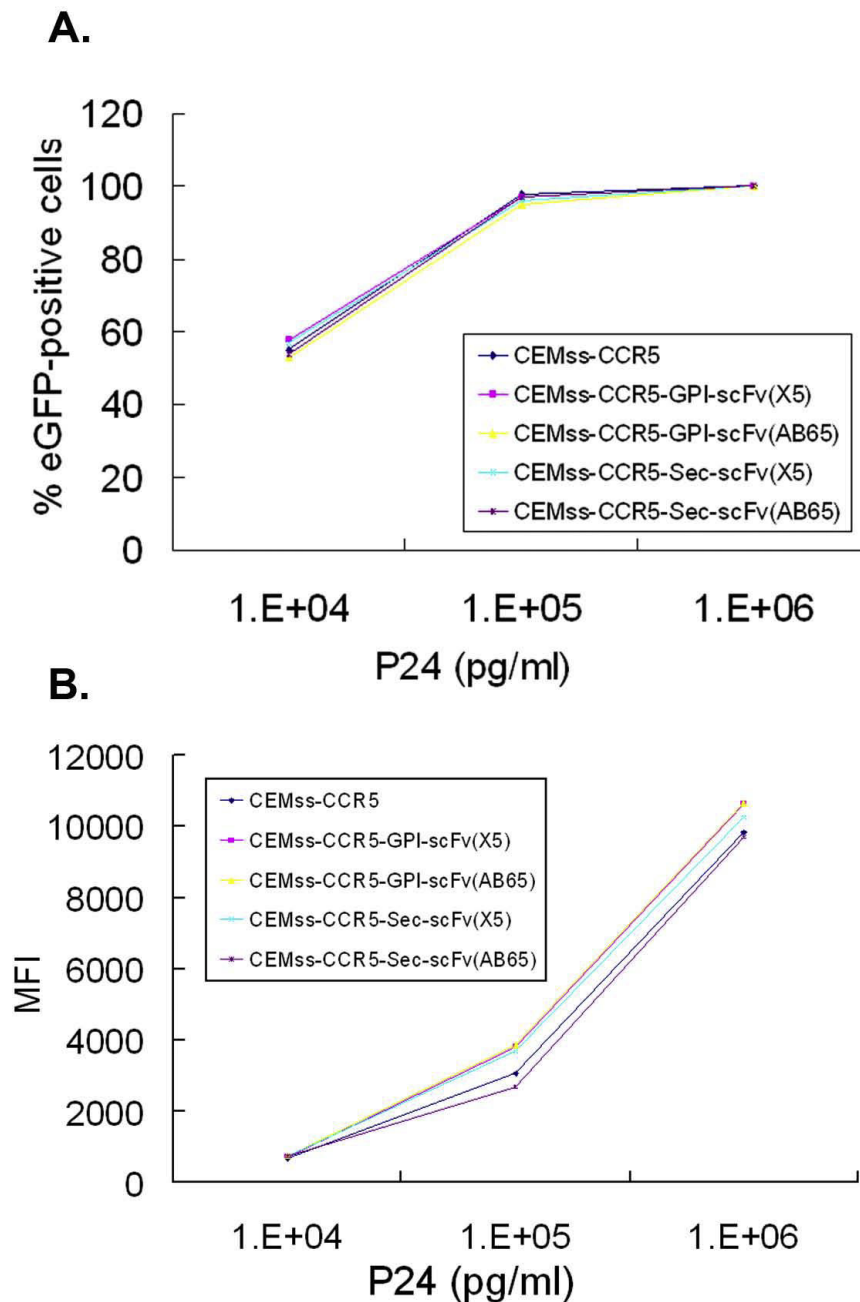 A.
% eGFP-positive cells
120
100
80
60
40
20
0
CEMss-CCR5
CEMss-CCR5-GPI-scFv(X5)
CEMss-CCR5-GPI-scFv(AB65)
CEMss-CCR5-Sec-scFv(X5)
CEMss-CCR5-Sec-scFv(AB65)
1.E+04 1.E+05 1.E+06
P24 (pg/ml)
B.
MFI
12000
10000
8000
6000
4000
2000
0
CEMss-CCR5
CEMss-CCR5-GPI-scFv(X5)
CEMss-CCR5-GPI-scFv(AB65)
CEMss-CCR5-Sec-scFv(X5)
CEMss-CCR5-Sec-scFv(AB65)
1.E+04 1.E+05 1.E+06
P24 (pg/ml)